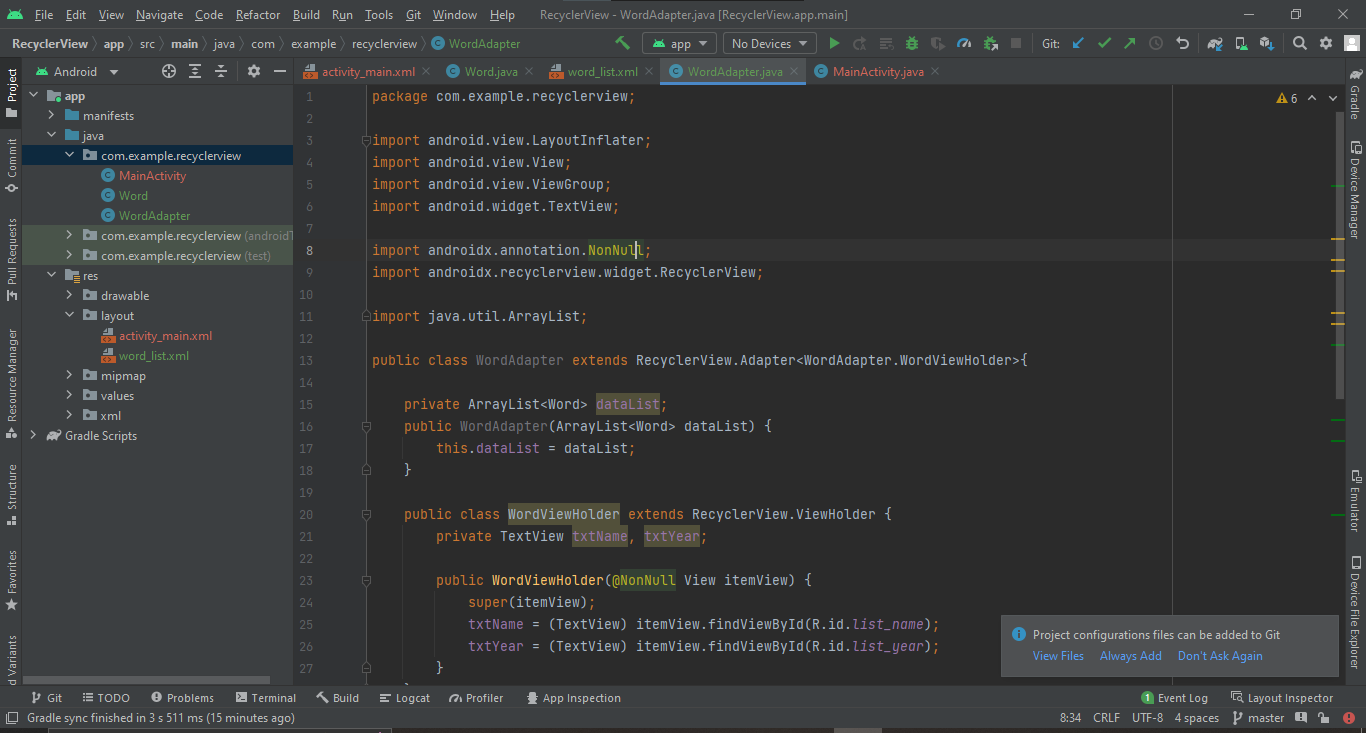 File Edit View Navigate Code Refactor Build Run Tools Git Window Help RecyclerView - WordAdapter.java [RecyclerView.app.main]
RecyclerView app src main java com example recyclerview WordAdapter app No Devices Git:
Android activity_main.xml Word.java word_list.xml WordAdapter.java MainActivity.java
Project
Commit
Pull Requests
Resource Manager
Structure
Favorites
d Variants
app
manifests
java
com.example.recyclerview
MainActivity
Word
WordAdapter
com.example.recyclerview (androidT
com.example.recyclerview (test)
res
drawable
layout
activity_main.xml
word_list.xml
mipmap
values
xml
Gradle Scripts
6
1 package com.example.recyclerview;
2
3 import android.view.LayoutInflater;
4 import android.view.View;
5 import android.view.ViewGroup;
6 import android.widget.TextView;
7
8 import androidx.annotation.NonNull;
9 import androidx.recyclerview.widget.RecyclerView;
10
11 import java.util.ArrayList;
12
13 public class WordAdapter extends RecyclerView.Adapter<WordAdapter.WordViewHolder>{
14
15 private ArrayList<Word> dataList;
16 public WordAdapter(ArrayList<Word> dataList) {
17 this.dataList = dataList;
18 }
19
20 public class WordViewHolder extends RecyclerView.ViewHolder {
21 private TextView txtName, txtYear;
22
23 public WordViewHolder(@NonNull View itemView) {
24 super(itemView);
25 txtName = (TextView) itemView.findViewById(R.id.list_name);
26 txtYear = (TextView) itemView.findViewById(R.id.list_year);
27 }
Gradle
Device Manager
Emulator
Device File Explorer
Project configurations files can be added to Git
View Files Always Add Don't Ask Again
Git TODO Problems Terminal Build Logcat Profiler App Inspection 1 Event Log Layout Inspector
Gradle sync finished in 3 s 511 ms (15 minutes ago) 8:34 CRLF UTF-8 4 spaces master